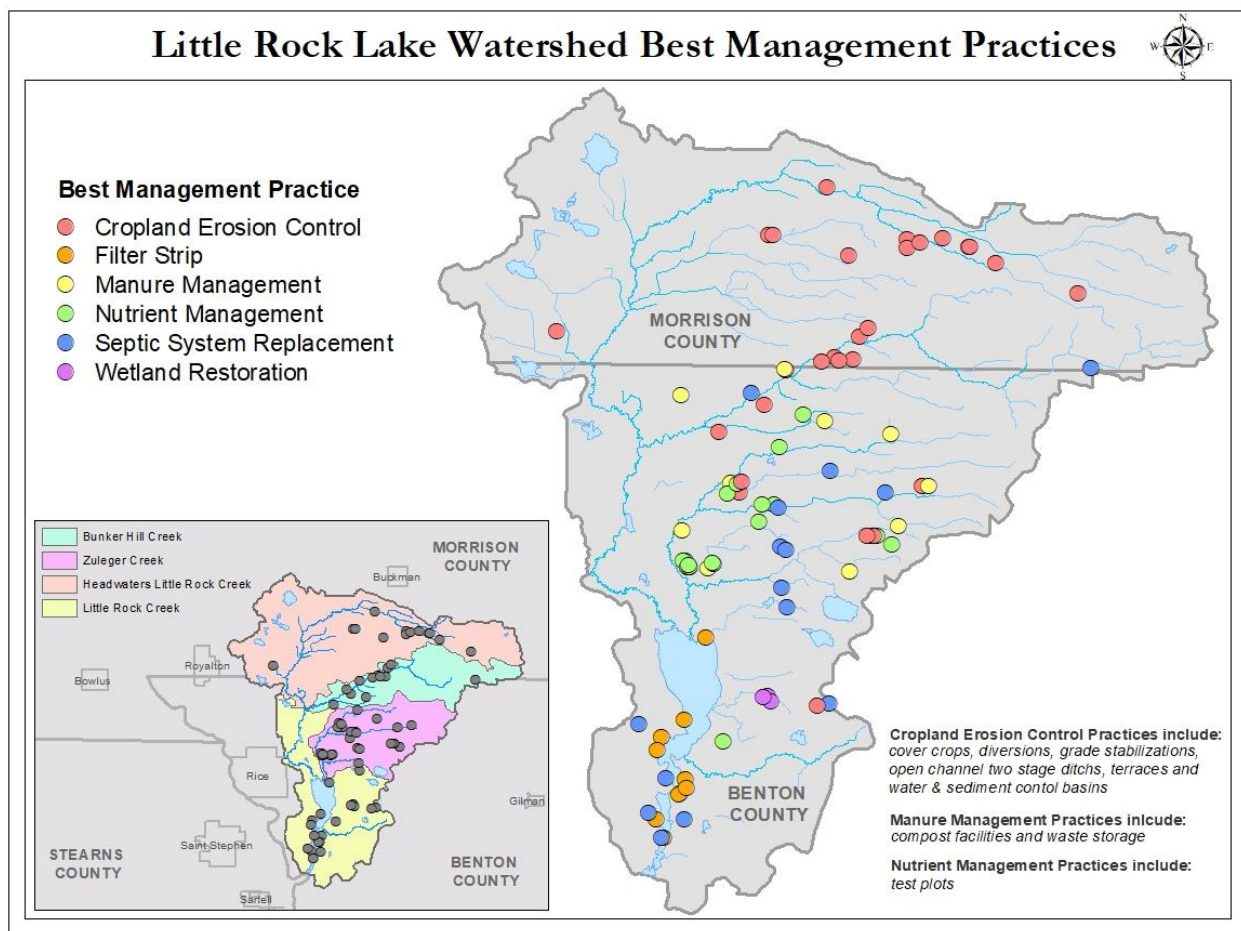 Little Rock Lake Watershed Best Management Practices
N
W E
S
Best Management Practice
Cropland Erosion Control
Filter Strip
Manure Management
Nutrient Management
Septic System Replacement
Wetland Restoration
MORRISON
COUNTY
BENTON
COUNTY
Cropland Erosion Control Practices include:
cover crops, diversions, grade stabilizations,
open channel two stage ditchs, terraces and
water & sediment contol basins
Manure Management Practices inlcude:
compost facilities and waste storage
Nutrient Management Practices include:
test plots
Bunker Hill Creek
Zuleger Creek
Headwaters Little Rock Creek
Little Rock Creek
MORRISON
COUNTY
Buckman
Royalton
Bowlus
Rice
Gilman
Saint Stephen
STEARNS
COUNTY
BENTON
COUNTY
Sartell